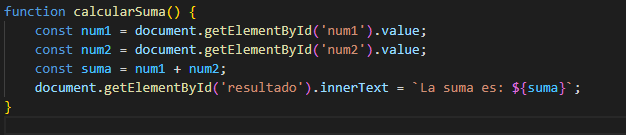 function calcularSuma() {
    const num1 = document.getElementById('num1').value;
    const num2 = document.getElementById('num2').value;
    const suma = num1 + num2;
    document.getElementById('resultado').innerText = `La suma es: ${suma}`;
}